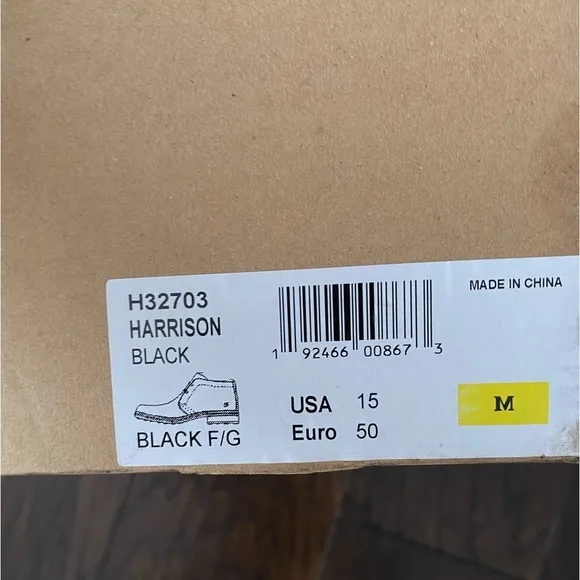 H32703
HARRISON
BLACK
BLACK F/G
1 92466 00867 3
USA 15
Euro 50
MADE IN CHINA
M